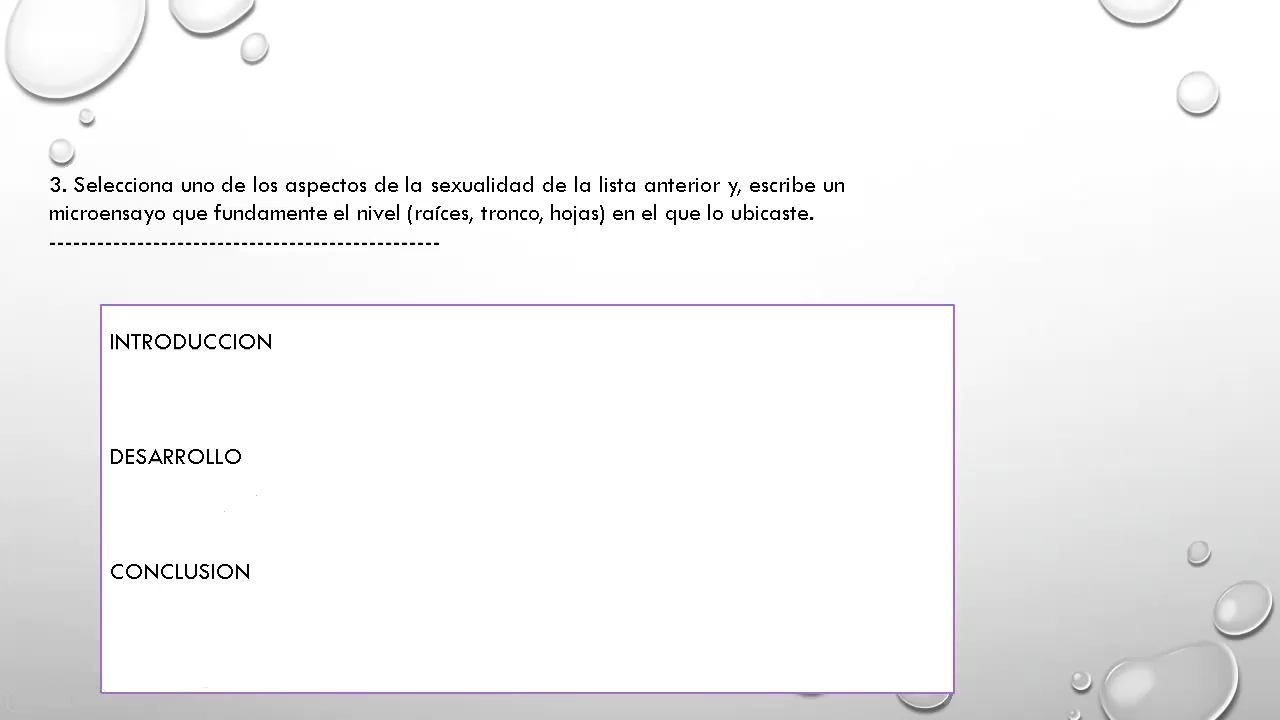 3. Selecciona uno de los aspectos de la sexualidad de la lista anterior y, escribe un
microensayo que fundamente el nivel (raíces, tronco, hojas) en el que lo ubicaste.
-------------------------------------------------
INTRODUCCION
DESARROLLO
CONCLUSION